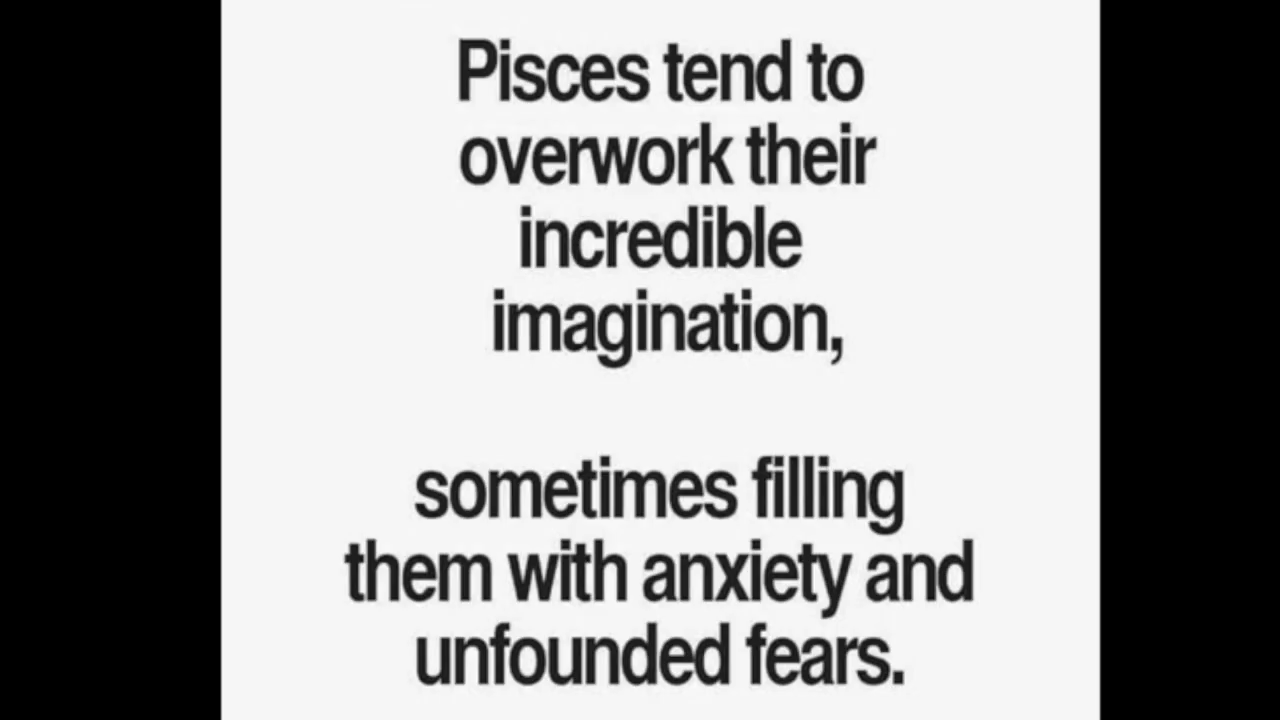 Pisces tend to
overwork their
incredible
imagination,
sometimes filling
them with anxiety and
unfounded fears.